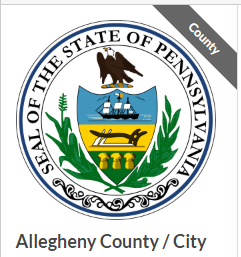 County
SEAL OF THE STATE OF PENNSYLVANIA
Allegheny County / City